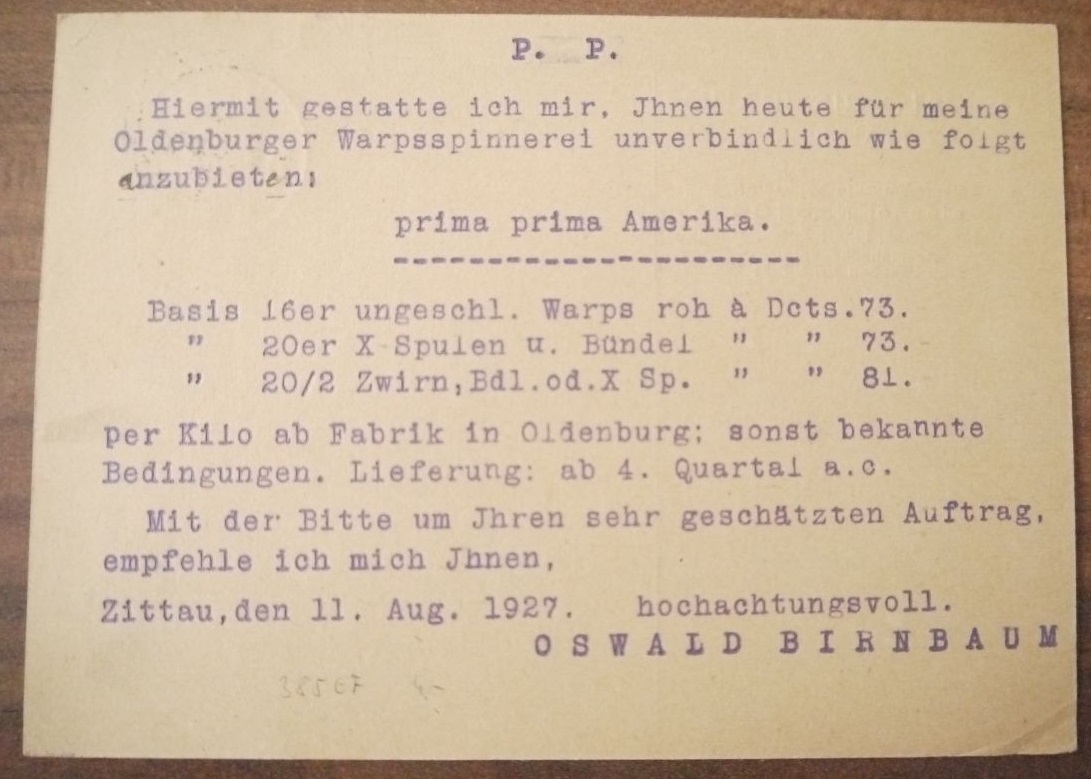 P. P.
Hiermit gestatte ich mir, Jhnen heute für meine
Oldenburger Warpsspinnerei unverbindlich wie folgt
anzubieten:
prima prima Amerika.
----------------------
Basis 16er ungeschl. Warps roh à Dcts.73.
" 20er X Spulen u. Bündel " " 73.
" 20/2 Zwirn,Bdl.od.X Sp. " " 81.
per Kilo ab Fabrik in Oldenburg; sonst bekannte
Bedingungen. Lieferung: ab 4. Quartal a.c.
Mit der Bitte um Jhren sehr geschätzten Auftrag,
empfehle ich mich Jhnen,
Zittau,den 11. Aug. 1927. hochachtungsvoll.
OSWALD BIRNBAUM